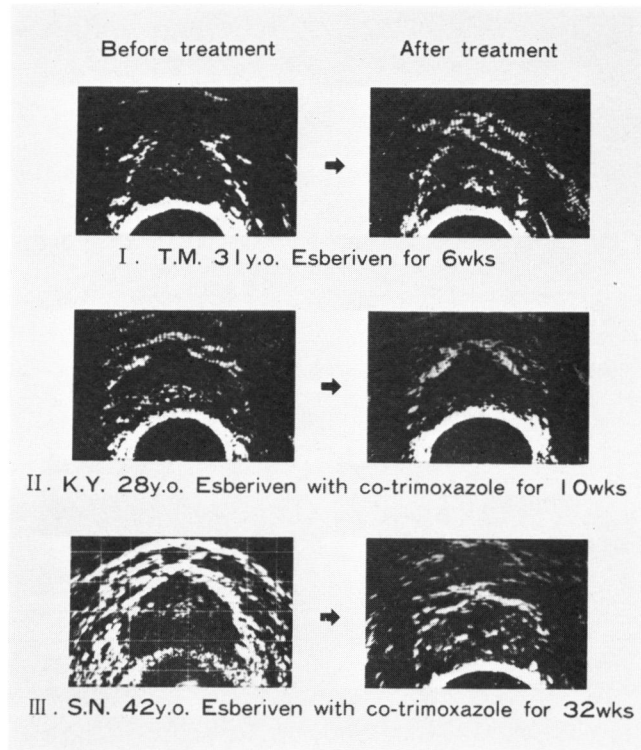 Before treatment After treatment
I. T.M. 31y.o. Esberiven for 6wks
II. K.Y. 28y.o. Esberiven with co-trimoxazole for 10wks
III. S.N. 42y.o. Esberiven with co-trimoxazole for 32wks